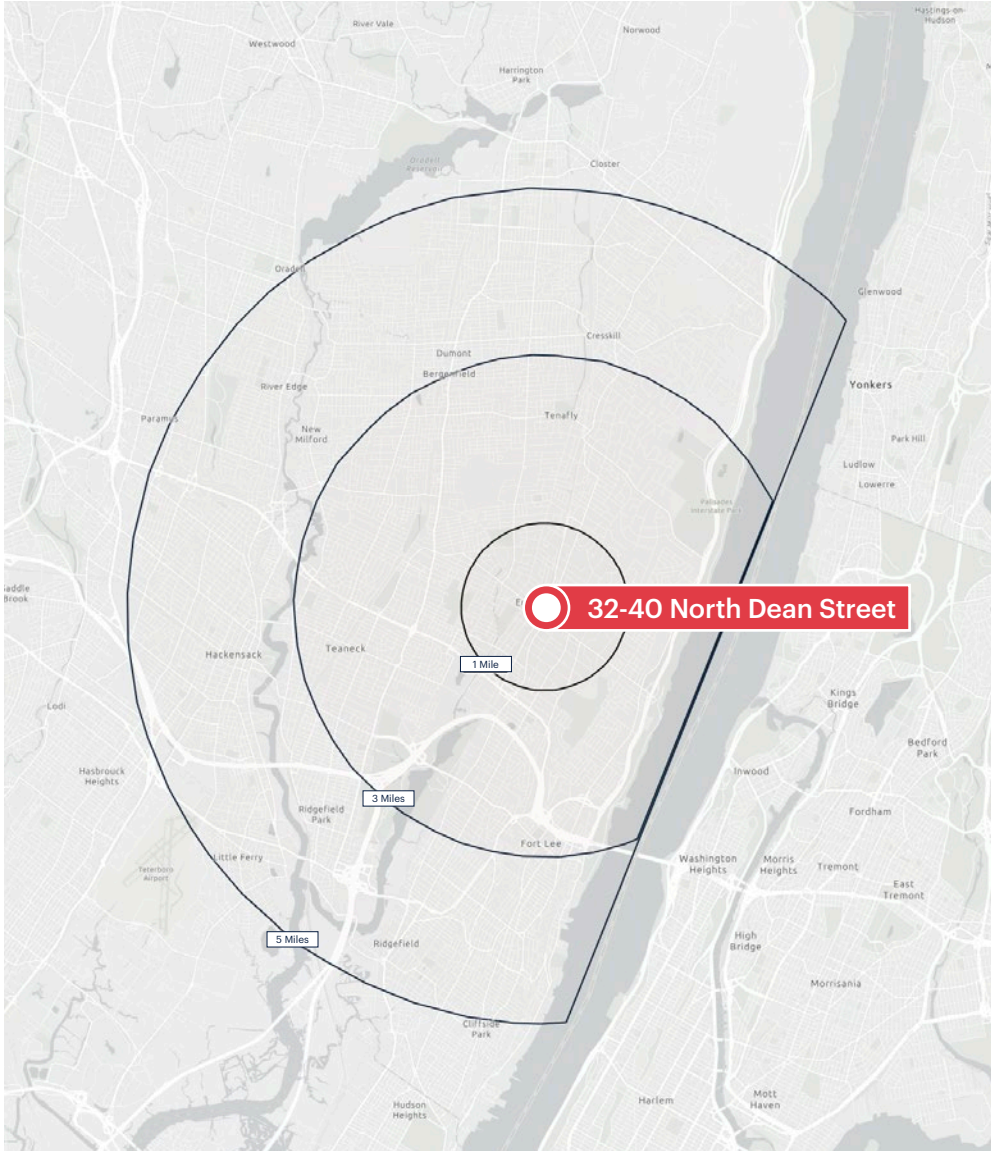 Hastings-on-
Hudson
River Vale
Norwood
Westwood
Harrington
Park
Oradell
Reservoir
Closter
Oradell
Glenwood
Cresskill
Dumont
Bergenfield
River Edge
Yonkers
Tenafly
Paramus
New
Milford
Park Hill
Ludlow
Lowerre
Palisades
Interstate Park
Saddle
Brook
32-40 North Dean Street
Teaneck
Hackensack
1 Mile
Kings
Bridge
Lodi
Bedford
Park
Hasbrouck
Heights
Inwood
3 Miles
Ridgefield
Park
Fordham
Fort Lee
Little Ferry
Washington
Heights
Morris
Heights
Tremont
Teterboro
Airport
East
Tremont
5 Miles
Ridgefield
High
Bridge
Morrisania
Cliffside
Park
Hudson
Heights
Harlem
Mott
Haven